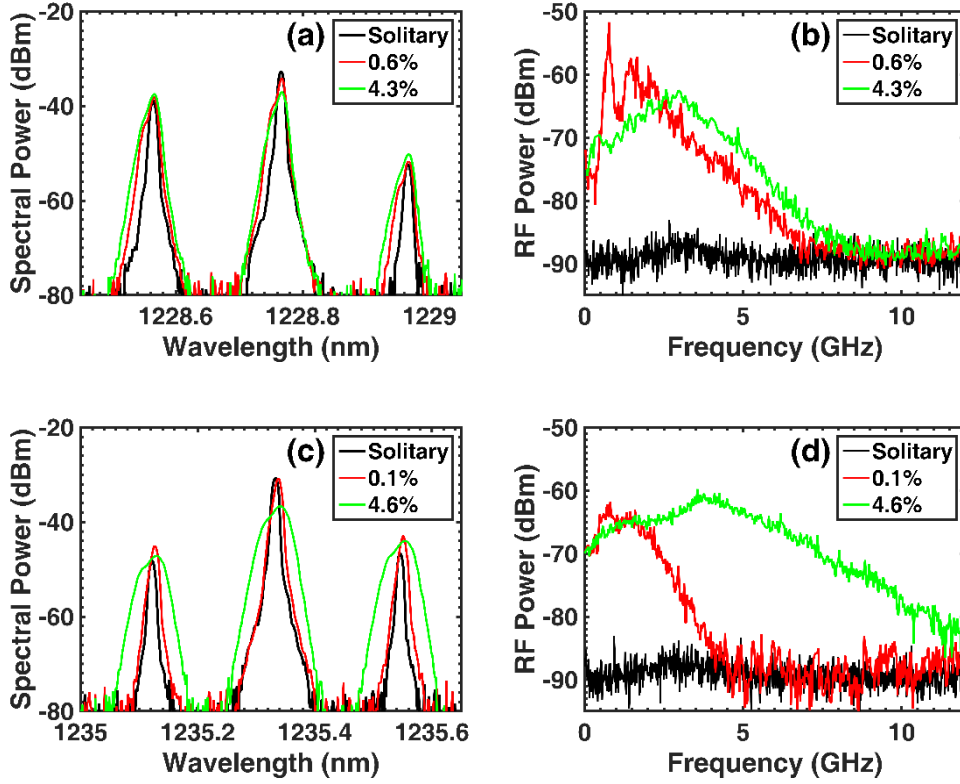 (a)
Solitary
0.6%
4.3%
Spectral Power (dBm)
-20
-40
-60
-80
1228.6
1228.8
1229
Wavelength (nm)
(b)
Solitary
0.6%
4.3%
RF Power (dBm)
-50
-60
-70
-80
-90
0
5
10
Frequency (GHz)
(c)
Solitary
0.1%
4.6%
Spectral Power (dBm)
-20
-40
-60
-80
1235
1235.2
1235.4
1235.6
Wavelength (nm)
(d)
Solitary
0.1%
4.6%
RF Power (dBm)
-50
-60
-70
-80
-90
0
5
10
Frequency (GHz)